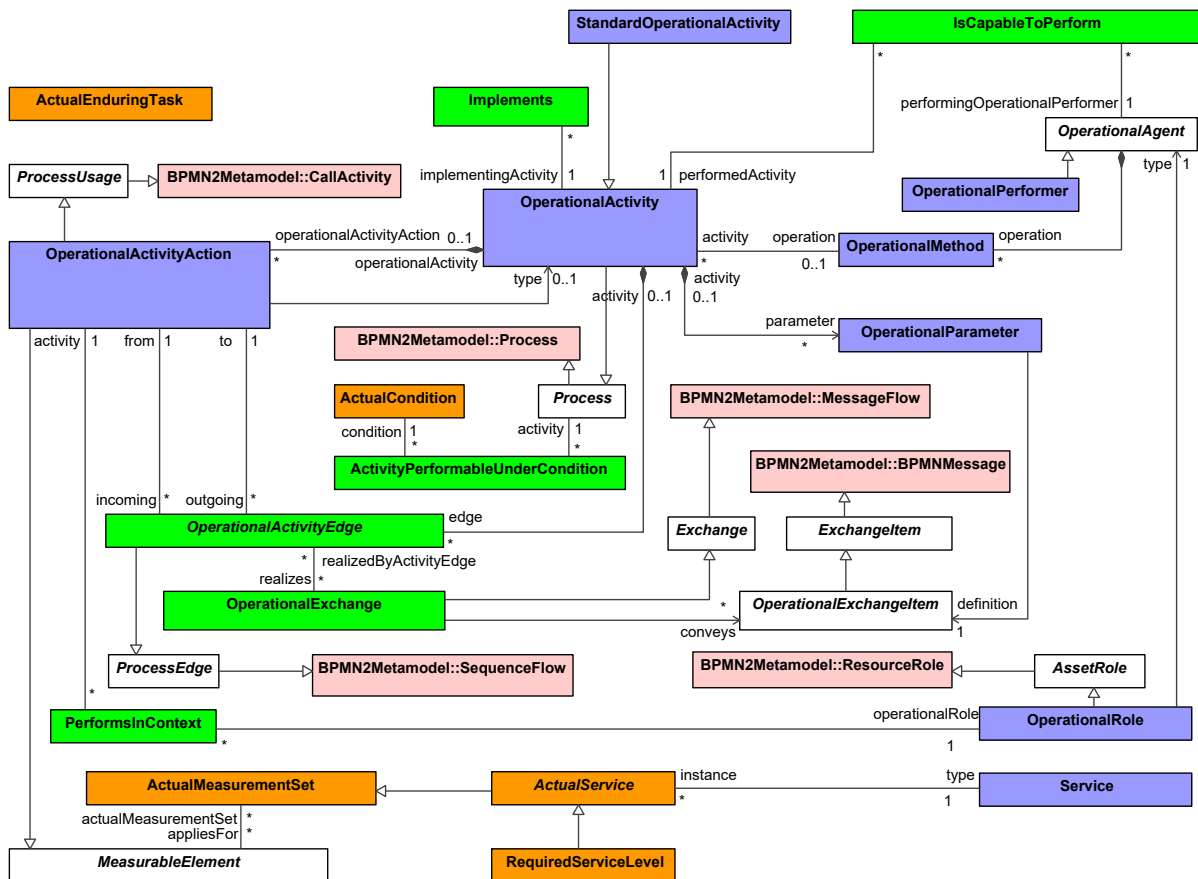 StandardOperationalActivity
IsCapableToPerform
*
*
ActualEnduringTask
Implements
*
performingOperationalPerformer 1
OperationalAgent
type 1
ProcessUsage
BPMN2Metamodel::CallActivity
implementingActivity 1
1 performedActivity
OperationalPerformer
OperationalActivity
OperationalActivityAction
operationalActivityAction 0..1
*
operationalActivity
activity
*
operation
0..1
OperationalMethod
operation
*
type 0..1
activity 0..1
activity
0..1
parameter
*
OperationalParameter
activity 1
from 1
to 1
BPMN2Metamodel::Process
ActualCondition
Process
BPMN2Metamodel::MessageFlow
condition 1
*
activity 1
*
ActivityPerformableUnderCondition
BPMN2Metamodel::BPMNMessage
incoming *
outgoing *
OperationalActivityEdge
edge
*
Exchange
ExchangeItem
* realizedByActivityEdge
realizes *
OperationalExchange
*
conveys
OperationalExchangeItem
definition
1
ProcessEdge
BPMN2Metamodel::SequenceFlow
BPMN2Metamodel::ResourceRole
AssetRole
*
PerformsInContext
*
operationalRole
1
OperationalRole
ActualMeasurementSet
ActualService
instance
*
type
1
Service
actualMeasurementSet *
appliesFor *
MeasurableElement
RequiredServiceLevel